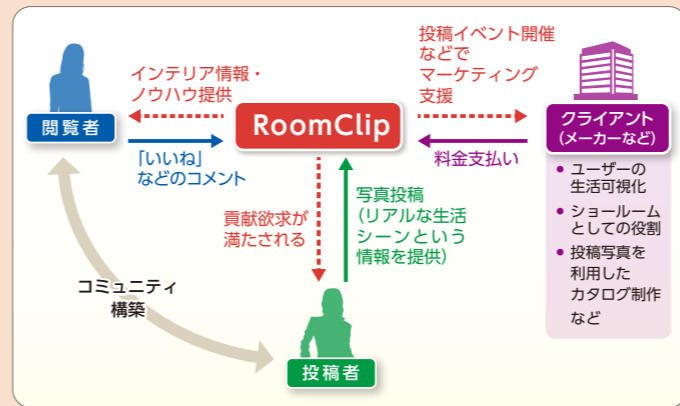 投稿イベント開催
などで
マーケティング
支援
インテリア情報・
ノウハウ提供
閲覧者
RoomClip
クライアント
(メーカーなど)
「いいね」
などのコメント
料金支払い
写真投稿
(リアルな生活
シーンという
情報を提供)
貢献欲求が
満たされる
● ユーザーの
生活可視化
● ショールーム
としての役割
● 投稿写真を
利用した
カタログ制作
など
コミュニティ
構築
投稿者